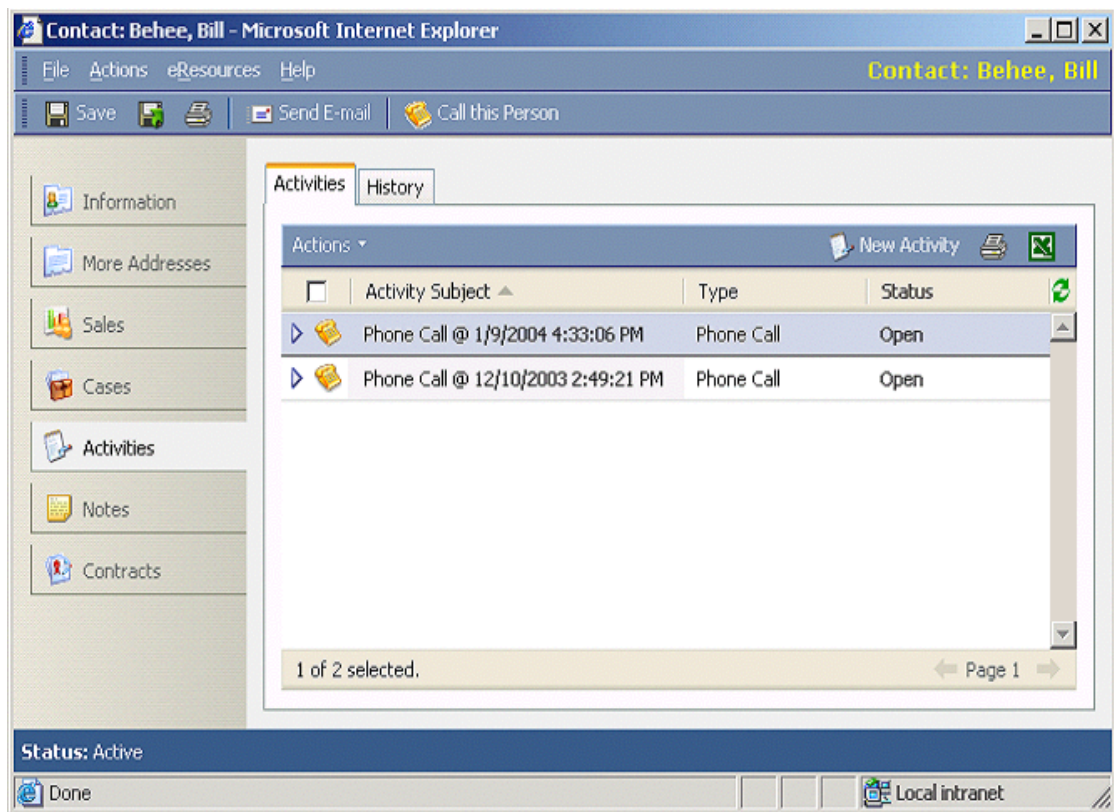 Contact: Behee, Bill - Microsoft Internet Explorer
File Actions eResources Help Contact: Behee, Bill
Save Send E-mail Call this Person
Information
More Addresses
Sales
Cases
Activities
Notes
Contracts
Activities History
Actions New Activity
Activity Subject Type Status
Phone Call @ 1/9/2004 4:33:06 PM Phone Call Open
Phone Call @ 12/10/2003 2:49:21 PM Phone Call Open
1 of 2 selected. Page 1
Status: Active
Done Local intranet